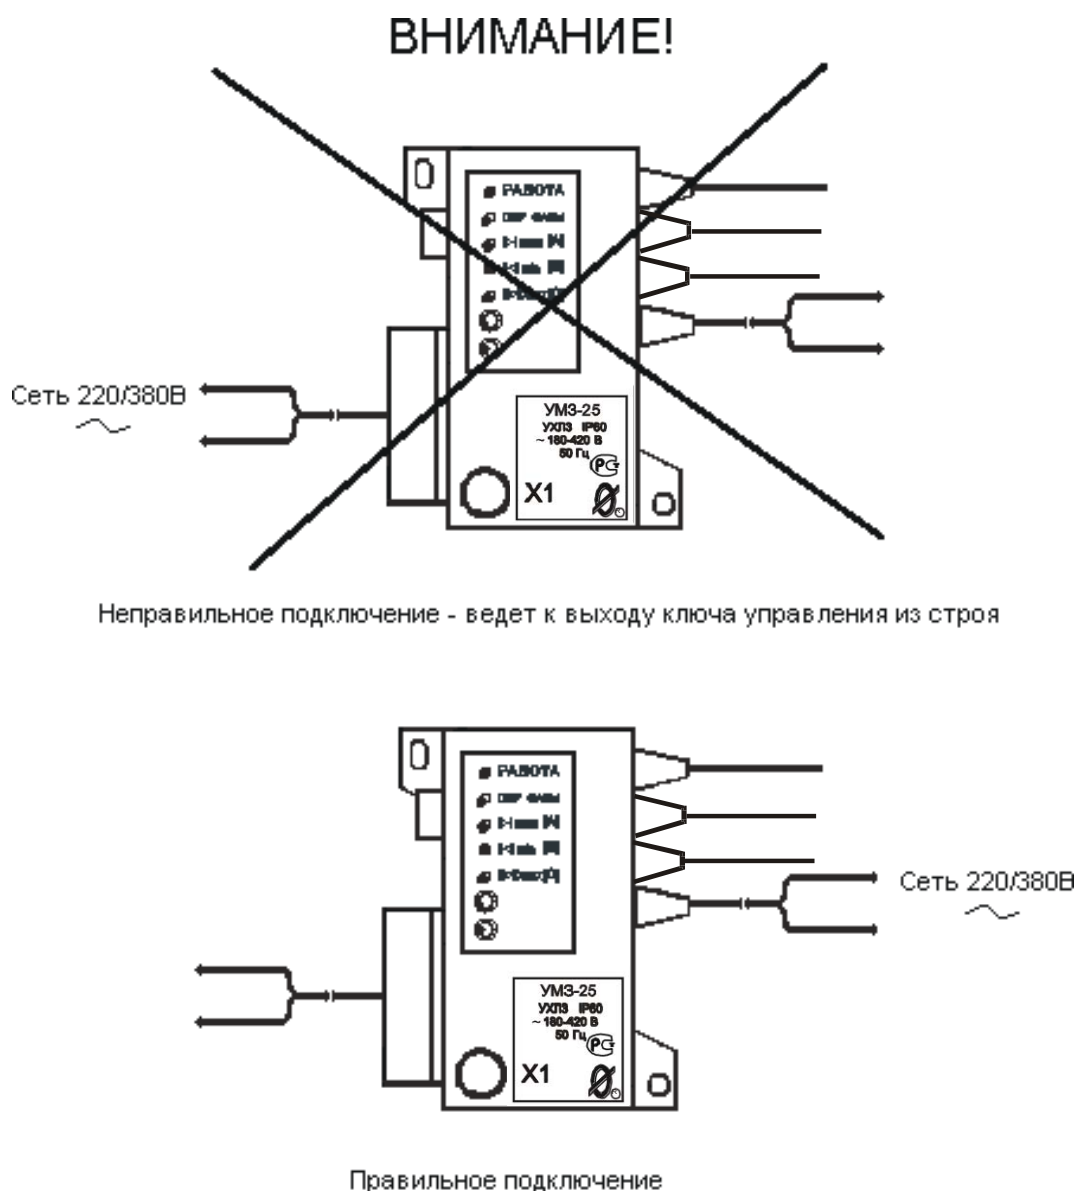 ВНИМАНИЕ!
РАБОТА
Сеть 220/380В
УМЗ-25
УХЛ3 IP60
~ 180-420 В
50 Гц
X1
Неправильное подключение - ведет к выходу ключа управления из строя
РАБОТА
Сеть 220/380В
УМЗ-25
УХЛ3 IP60
~ 180-420 В
50 Гц
X1
Правильное подключение